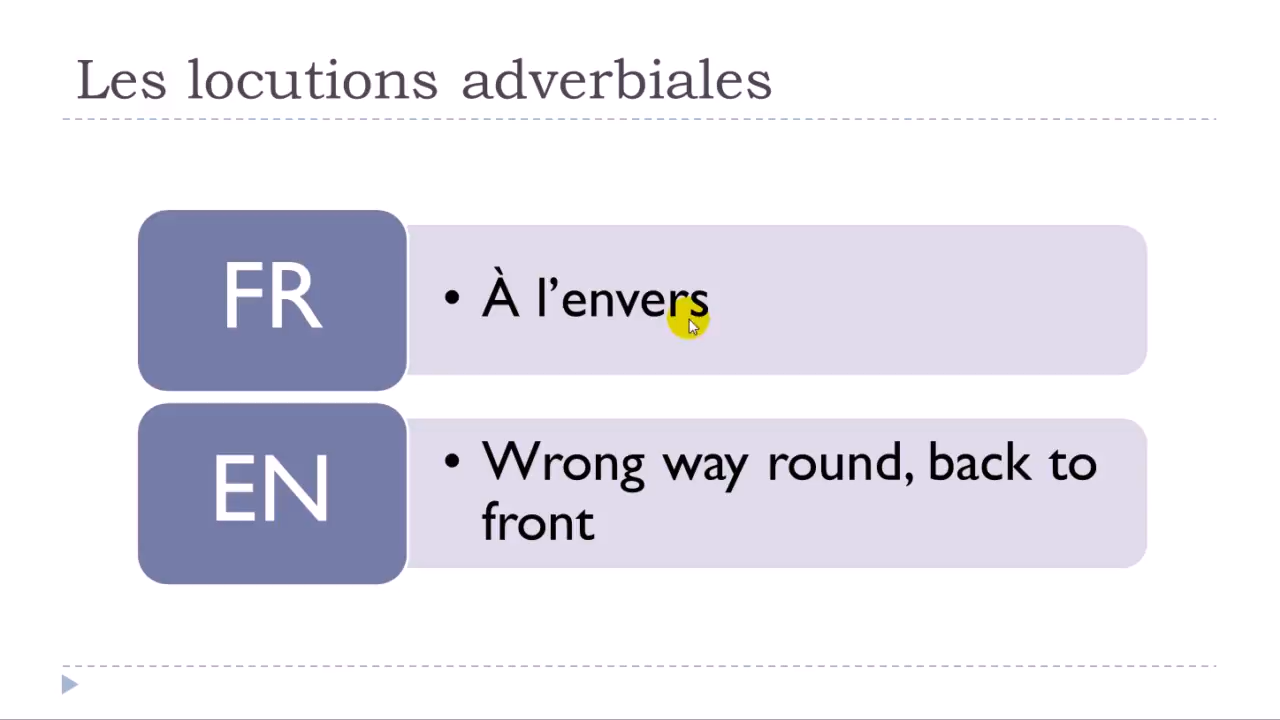 Les locutions adverbiales
FR
• À l’envers
EN
• Wrong way round, back to
front